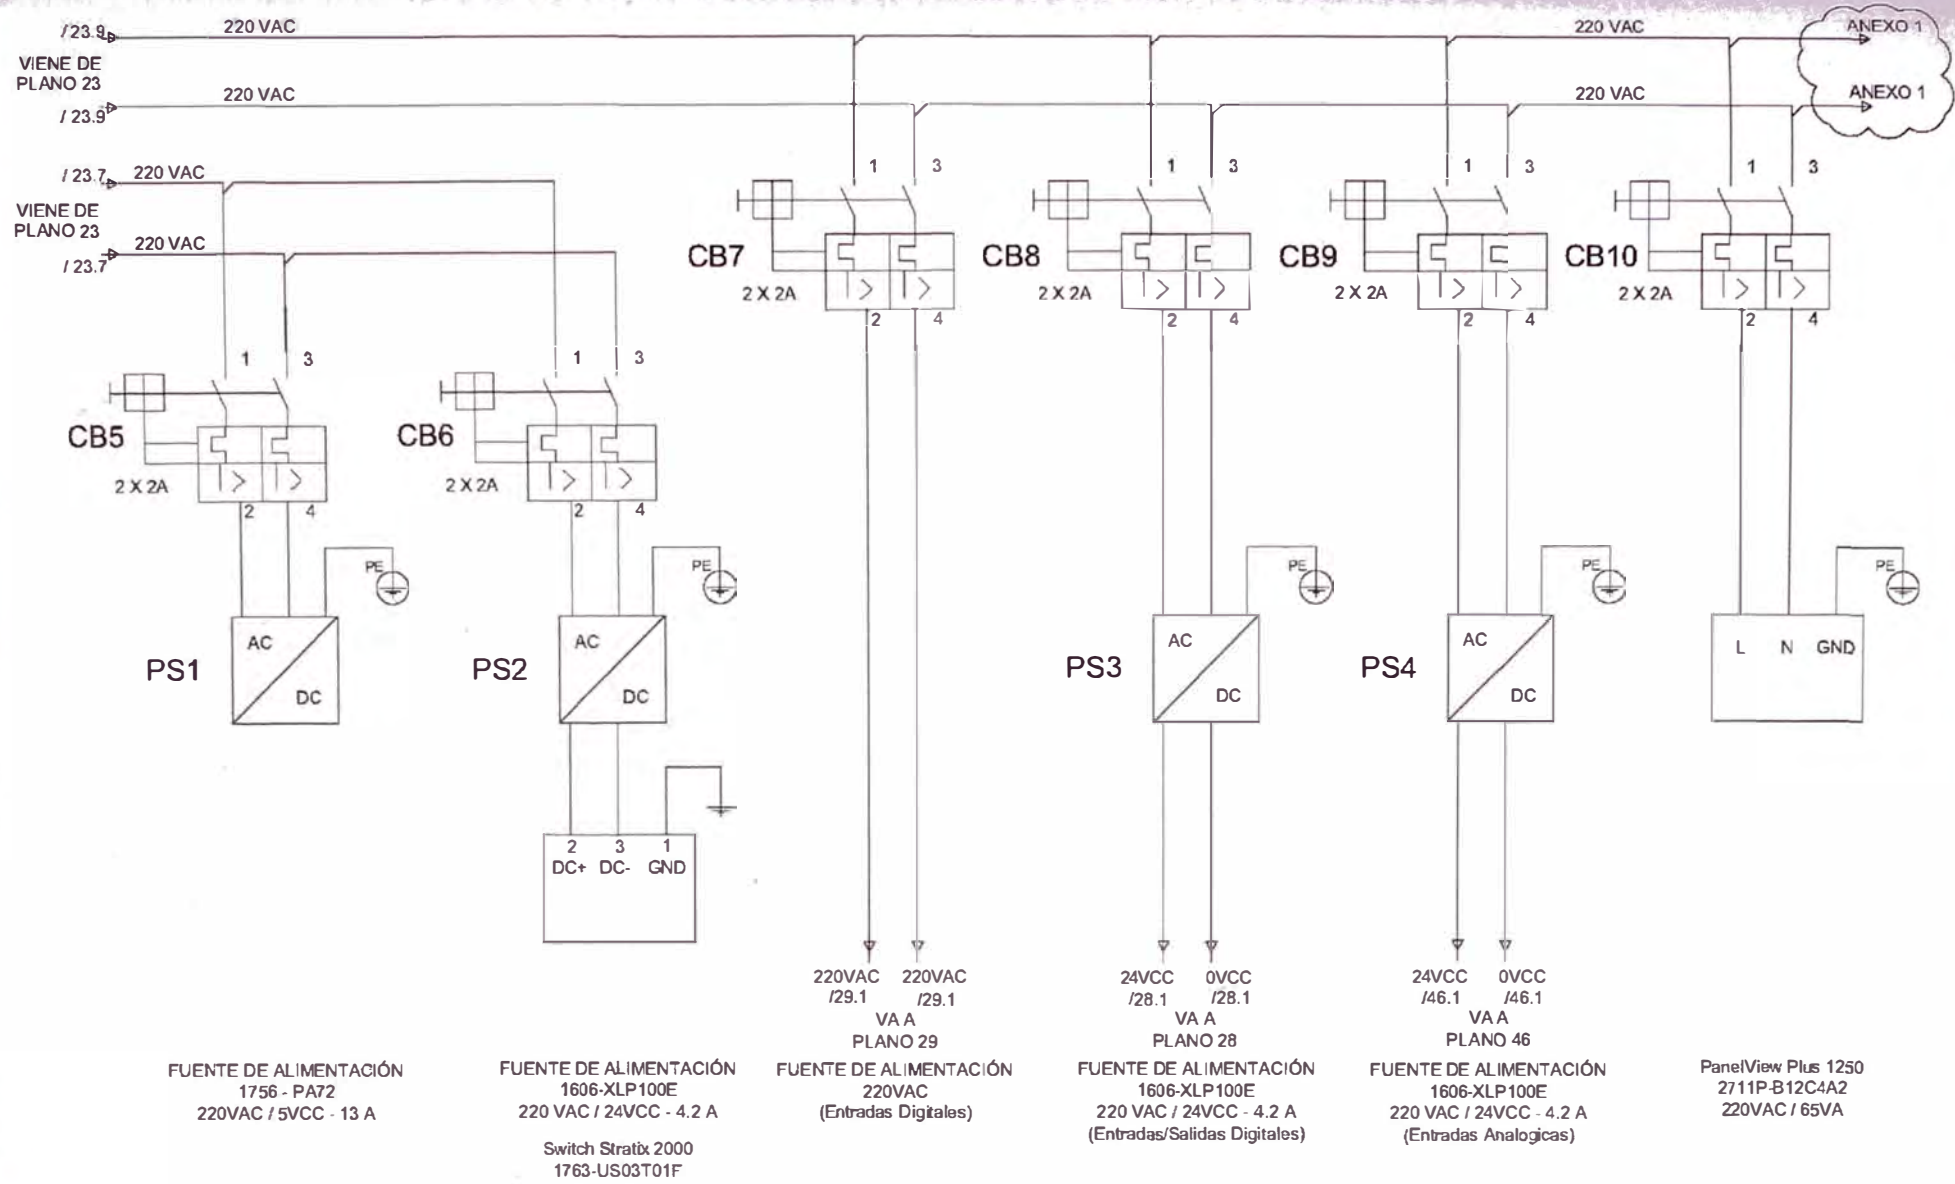 / 23.9
220 VAC
220 VAC
ANEXO 1
VIENE DE
PLANO 23
/ 23.9
220 VAC
220 VAC
ANEXO 1
/ 23.7
220 VAC
VIENE DE
PLANO 23
/ 23.7
220 VAC
1 3
CB7
2 X 2A
2 4
1 3
CB8
2 X 2A
2 4
1 3
CB9
2 X 2A
2 4
1 3
CB10
2 X 2A
2 4
1 3
CB5
2 X 2A
2 4
1 3
CB6
2 X 2A
2 4
PE
PE
PE
PE
PE
PS1
AC
DC
PS2
AC
DC
PS3
AC
DC
PS4
AC
DC
L N GND
2 3 1
DC+ DC- GND
220VAC 220VAC
/29.1 /29.1
VA A
PLANO 29
24VCC 0VCC
/28.1 /28.1
VA A
PLANO 28
24VCC 0VCC
/46.1 /46.1
VA A
PLANO 46
FUENTE DE ALIMENTACIÓN
1756 - PA72
220VAC / 5VCC - 13 A
FUENTE DE ALIMENTACIÓN
1606-XLP100E
220 VAC / 24VCC - 4.2 A
Switch Stratix 2000
1763-US03T01F
FUENTE DE ALIMENTACIÓN
220VAC
(Entradas Digitales)
FUENTE DE ALIMENTACIÓN
1606-XLP100E
220 VAC / 24VCC - 4.2 A
(Entradas/Salidas Digitales)
FUENTE DE ALIMENTACIÓN
1606-XLP100E
220 VAC / 24VCC - 4.2 A
(Entradas Analogicas)
PanelView Plus 1250
2711P-B12C4A2
220VAC / 65VA